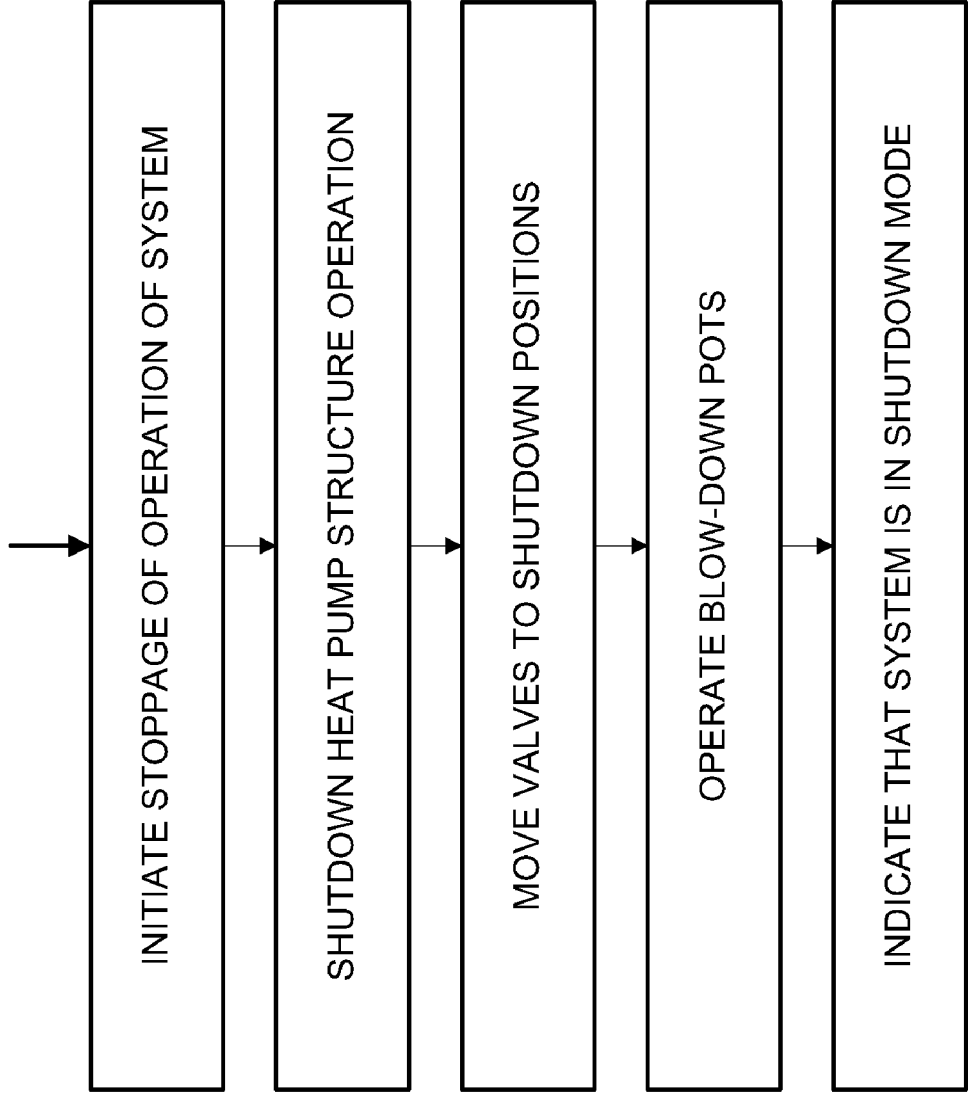 INITIATE STOPPAGE OF OPERATION OF SYSTEM
SHUTDOWN HEAT PUMP STRUCTURE OPERATION
MOVE VALVES TO SHUTDOWN POSITIONS
OPERATE BLOW-DOWN POTS
INDICATE THAT SYSTEM IS IN SHUTDOWN MODE